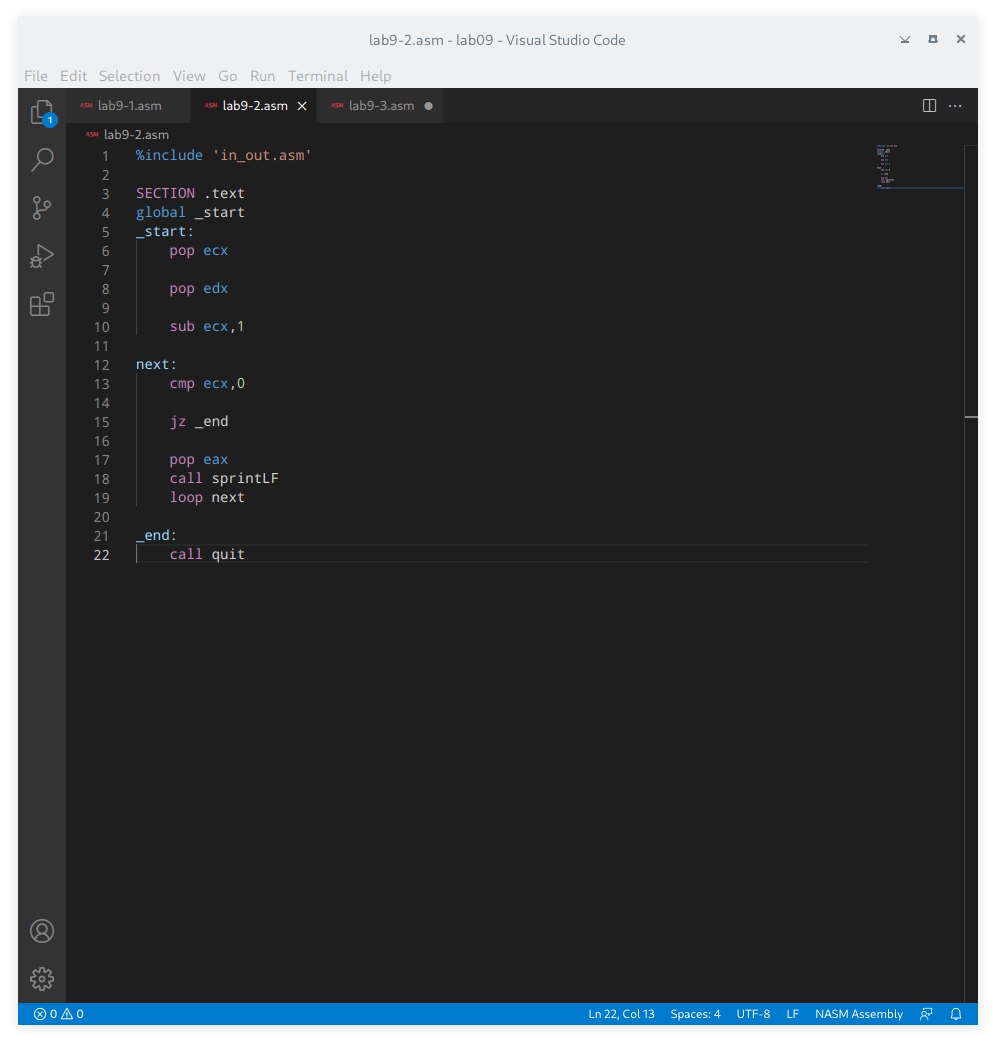 lab9-2.asm - lab09 - Visual Studio Code
File Edit Selection View Go Run Terminal Help
1
ASM lab9-1.asm ASM lab9-2.asm ASM lab9-3.asm
ASM lab9-2.asm
1 %include 'in_out.asm'
2
3 SECTION .text
4 global _start
5 _start:
6 pop ecx
7
8 pop edx
9
10 sub ecx,1
11
12 next:
13 cmp ecx,0
14
15 jz _end
16
17 pop eax
18 call sprintLF
19 loop next
20
21 _end:
22 call quit
0 0 Ln 22, Col 13 Spaces: 4 UTF-8 LF NASM Assembly